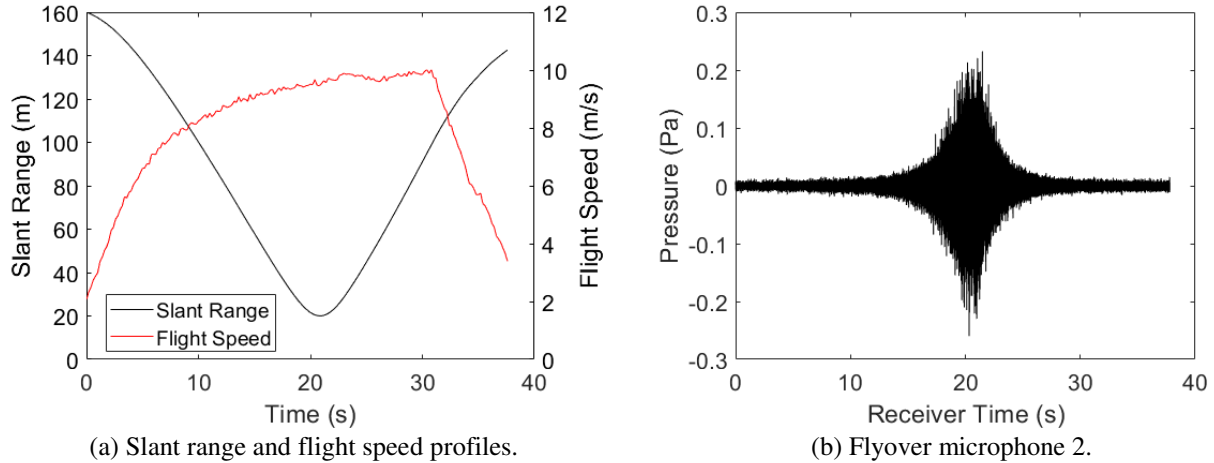 160
140
120
100
80
60
40
20
0
Slant Range (m)
12
10
8
6
4
2
0
Flight Speed (m/s)
Slant Range
Flight Speed
0 10 20 30 40
Time (s)
(a) Slant range and flight speed profiles.
0.3
0.2
0.1
0
-0.1
-0.2
-0.3
Pressure (Pa)
0 10 20 30 40
Receiver Time (s)
(b) Flyover microphone 2.